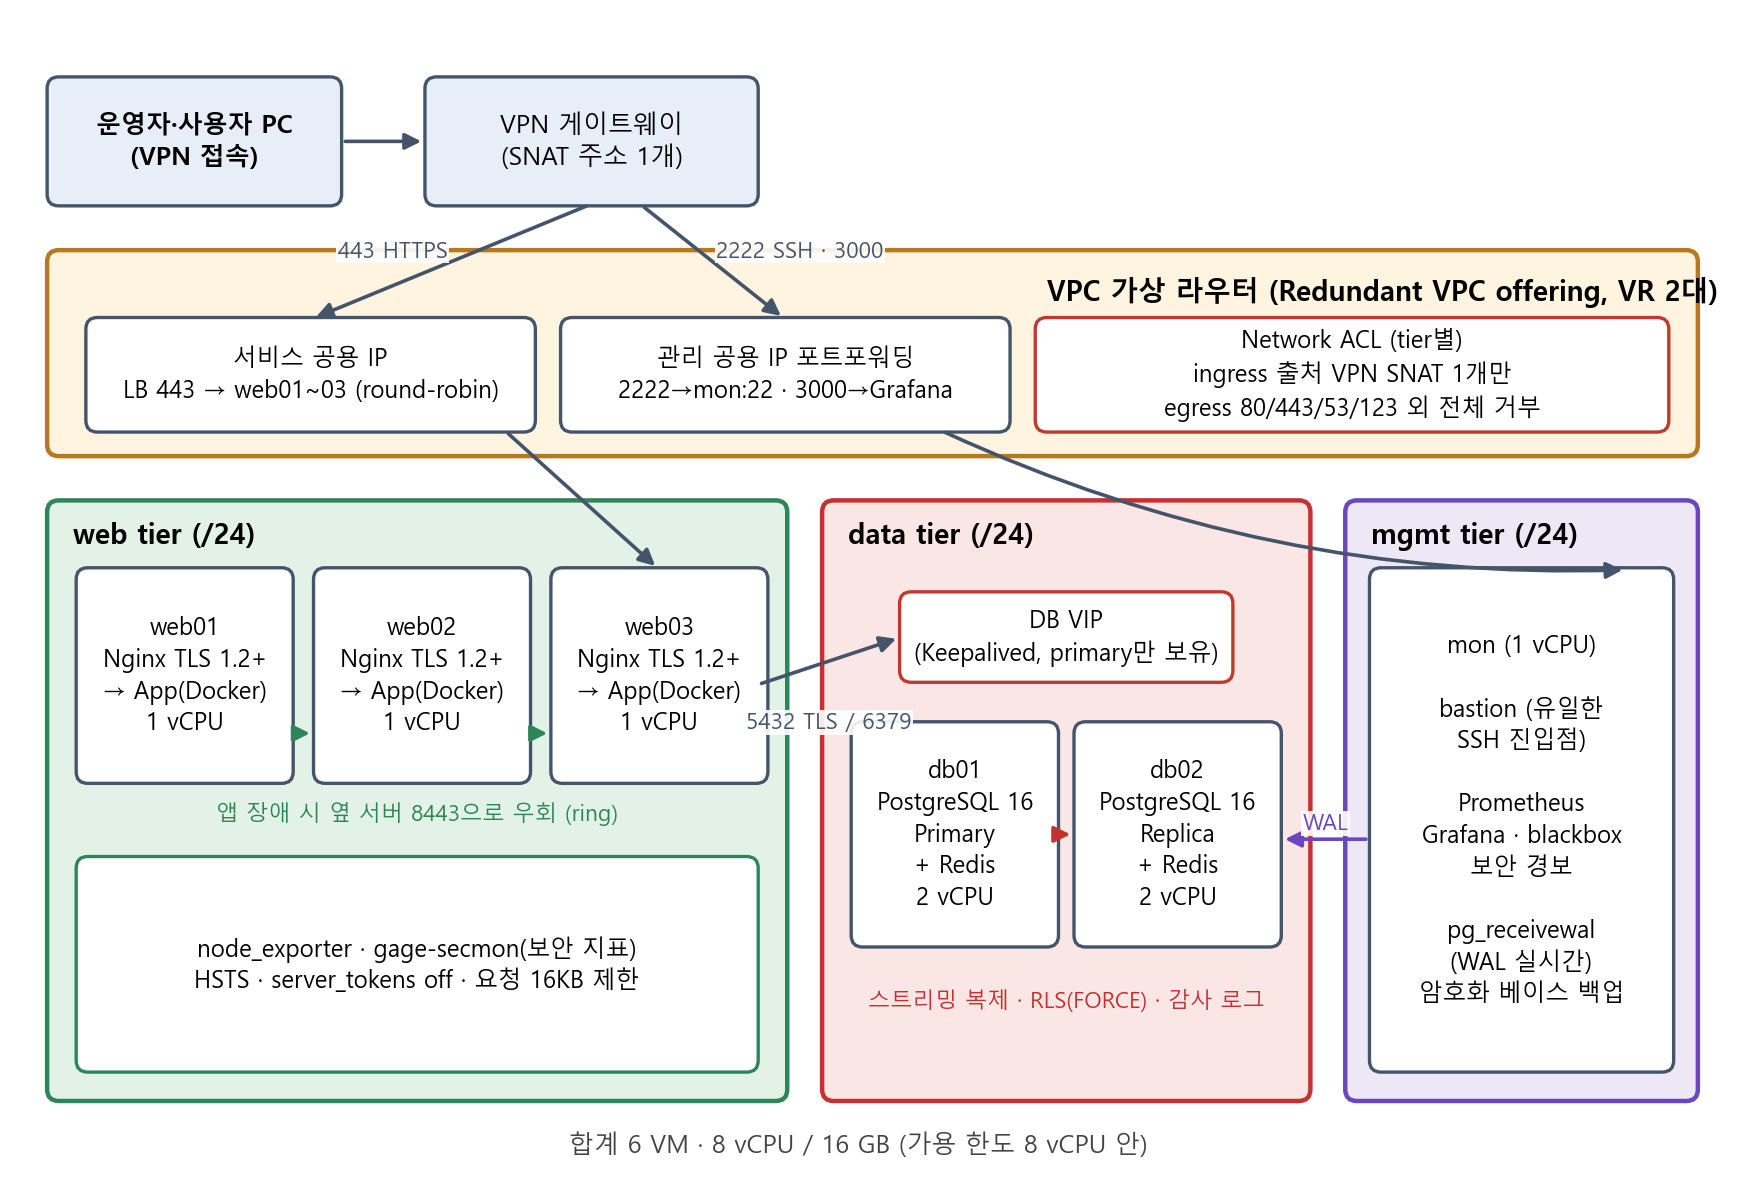 운영자·사용자 PC
(VPN 접속)
VPN 게이트웨이
(SNAT 주소 1개)
443 HTTPS
2222 SSH · 3000
VPC 가상 라우터 (Redundant VPC offering, VR 2대)
서비스 공용 IP
LB 443 → web01~03 (round-robin)
관리 공용 IP 포트포워딩
2222→mon:22 · 3000→Grafana
Network ACL (tier별)
ingress 출처 VPN SNAT 1개만
egress 80/443/53/123 외 전체 거부
web tier (/24)
web01
Nginx TLS 1.2+
→ App(Docker)
1 vCPU
web02
Nginx TLS 1.2+
→ App(Docker)
1 vCPU
web03
Nginx TLS 1.2+
→ App(Docker)
1 vCPU
앱 장애 시 옆 서버 8443으로 우회 (ring)
node_exporter · gage-secmon(보안 지표)
HSTS · server_tokens off · 요청 16KB 제한
5432 TLS / 6379
data tier (/24)
DB VIP
(Keepalived, primary만 보유)
db01
PostgreSQL 16
Primary
+ Redis
2 vCPU
db02
PostgreSQL 16
Replica
+ Redis
2 vCPU
스트리밍 복제 · RLS(FORCE) · 감사 로그
WAL
mgmt tier (/24)
mon (1 vCPU)
bastion (유일한
SSH 진입점)
Prometheus
Grafana · blackbox
보안 경보
pg_receivewal
(WAL 실시간)
암호화 베이스 백업
합계 6 VM · 8 vCPU / 16 GB (가용 한도 8 vCPU 안)